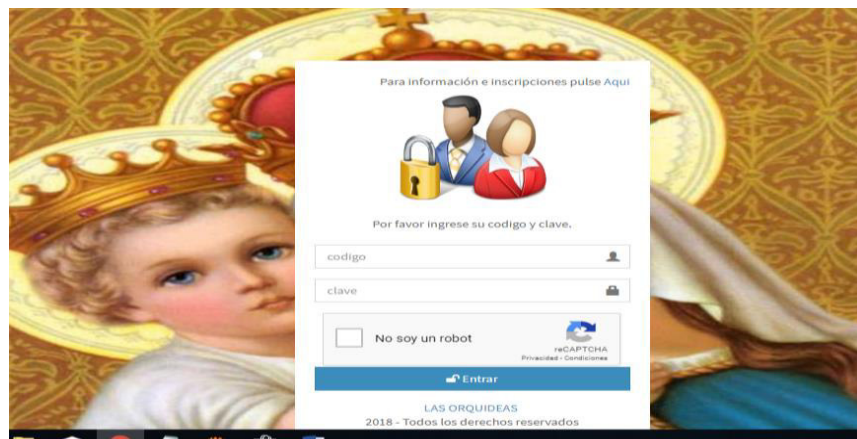 Para información e inscripciones pulse Aqui
Por favor ingrese su codigo y clave.
codigo
clave
No soy un robot
reCAPTCHA
Privacidad - Condiciones
Entrar
LAS ORQUIDEAS
2018 - Todos los derechos reservados